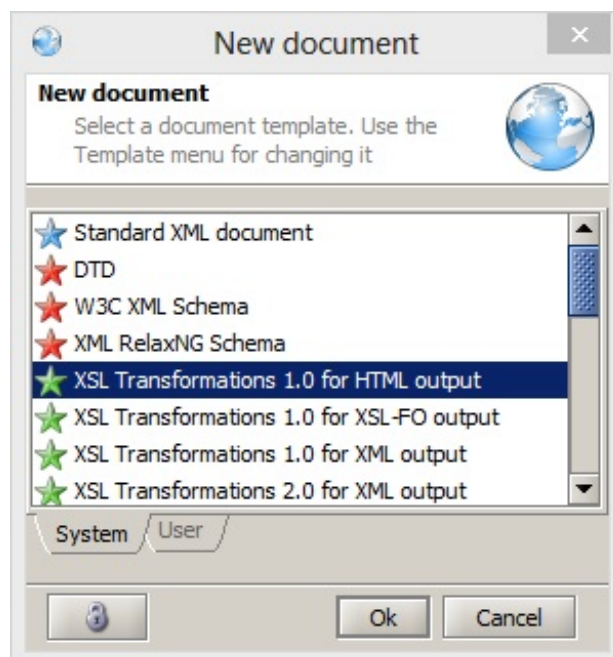 New document
New document
Select a document template. Use the
Template menu for changing it
Standard XML document
DTD
W3C XML Schema
XML RelaxNG Schema
XSL Transformations 1.0 for HTML output
XSL Transformations 1.0 for XSL-FO output
XSL Transformations 1.0 for XML output
XSL Transformations 2.0 for XML output
System User
Ok Cancel